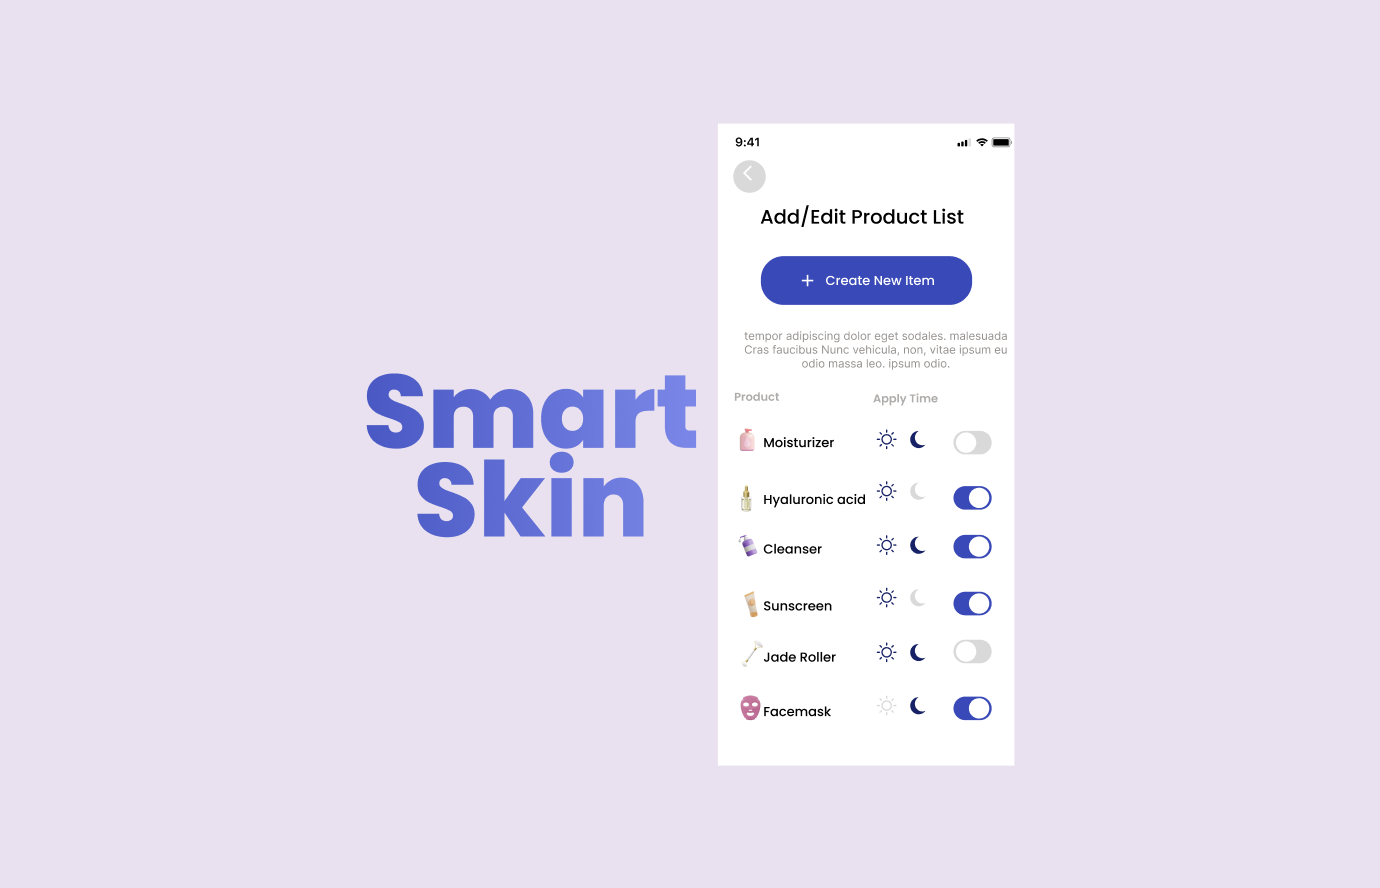 Smart
Skin
9:41
Add/Edit Product List
+ Create New Item
tempor adipiscing dolor eget sodales. malesuada
Cras faucibus Nunc vehicula, non, vitae ipsum eu
odio massa leo. ipsum odio.
Product Apply Time
Moisturizer
Hyaluronic acid
Cleanser
Sunscreen
Jade Roller
Facemask